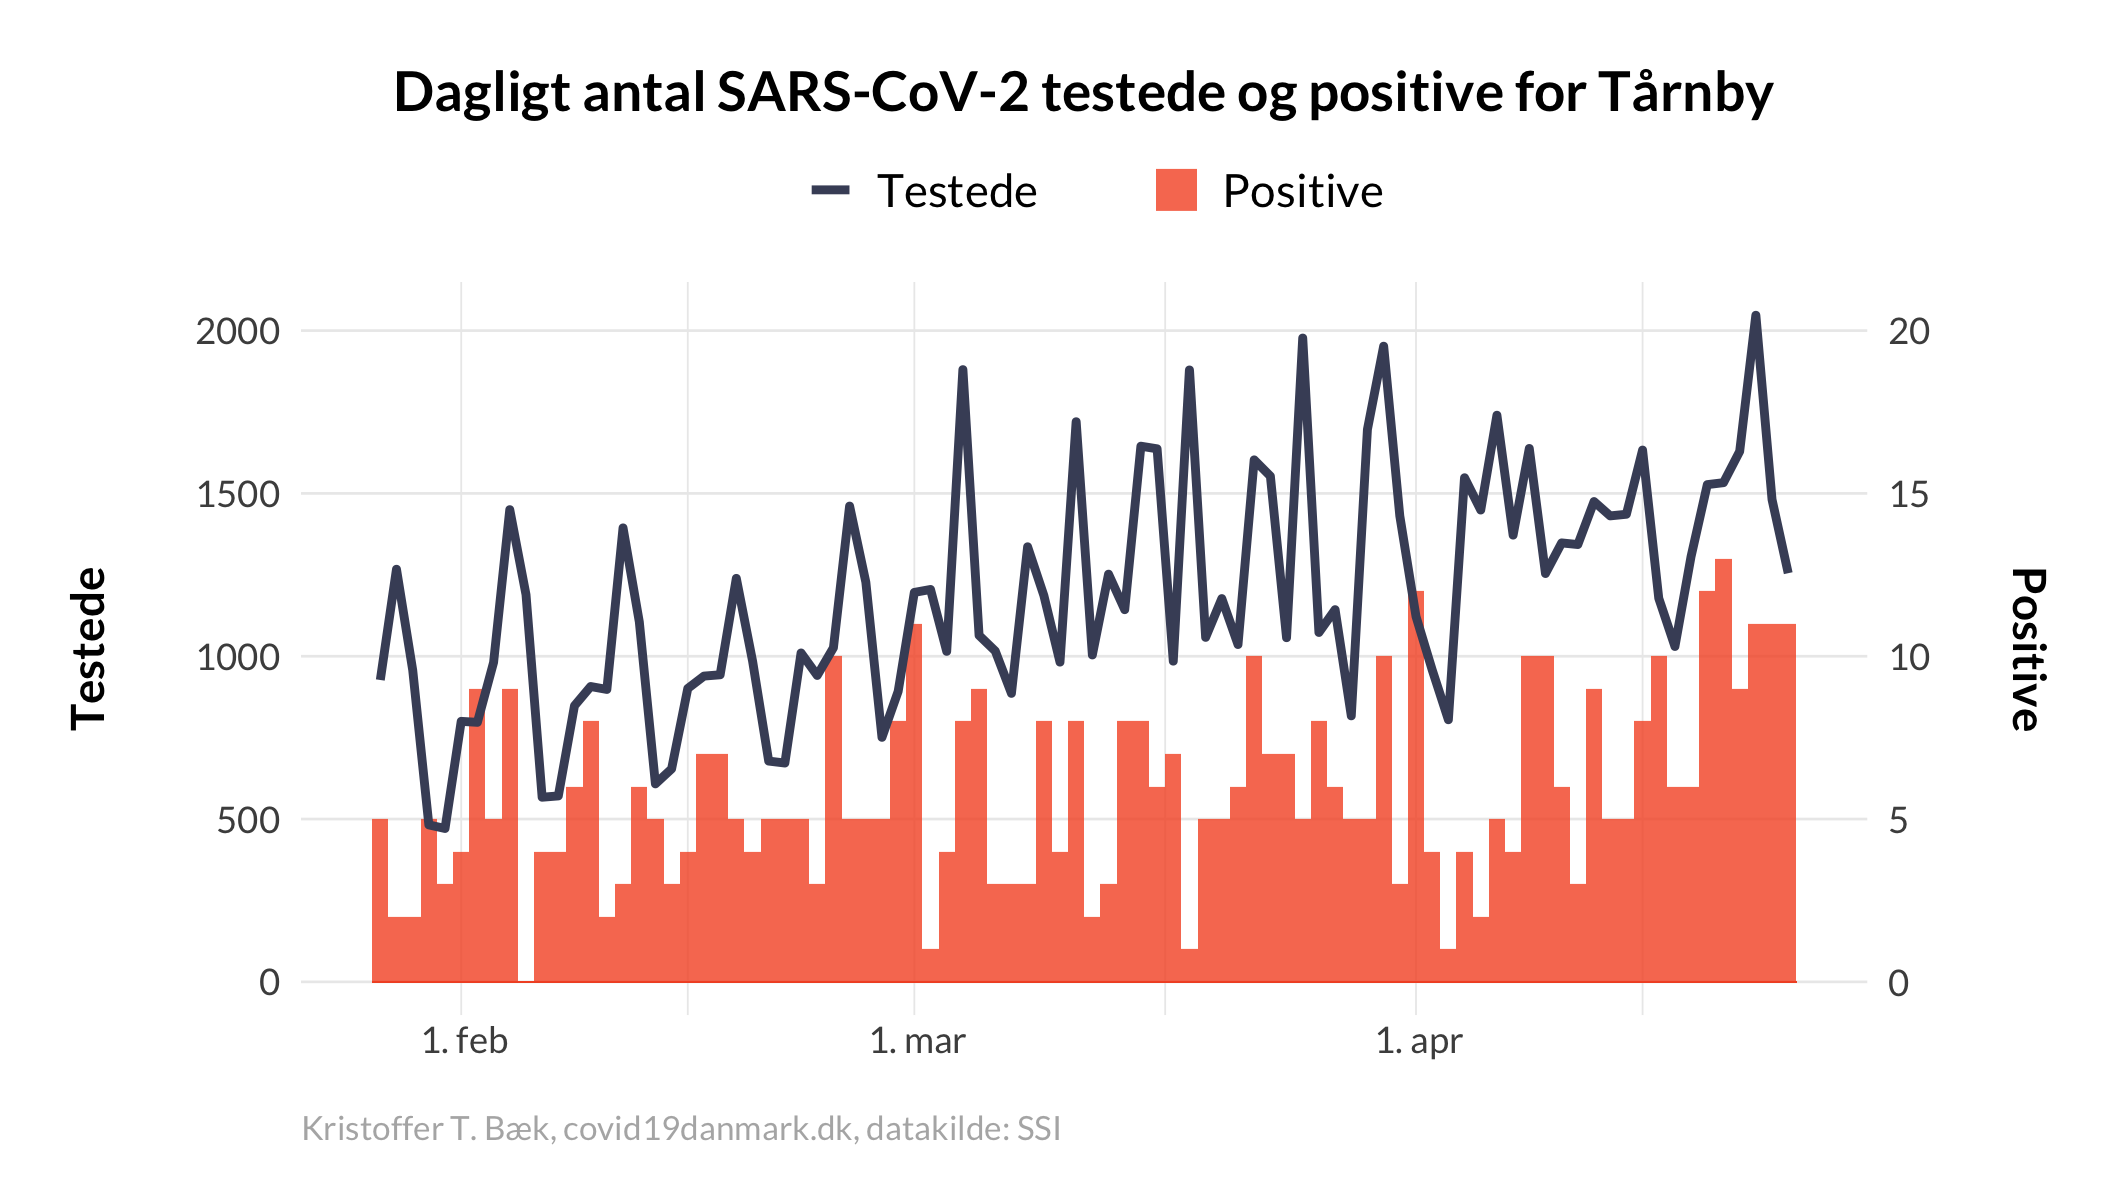 Dagligt antal SARS-CoV-2 testede og positive for Tårnby
Testede
Positive
Testede
2000
1500
1000
500
0
20
15
10
5
0
Positive
1. feb
1. mar
1. apr
Kristoffer T. Bæk, covid19danmark.dk, datakilde: SSI